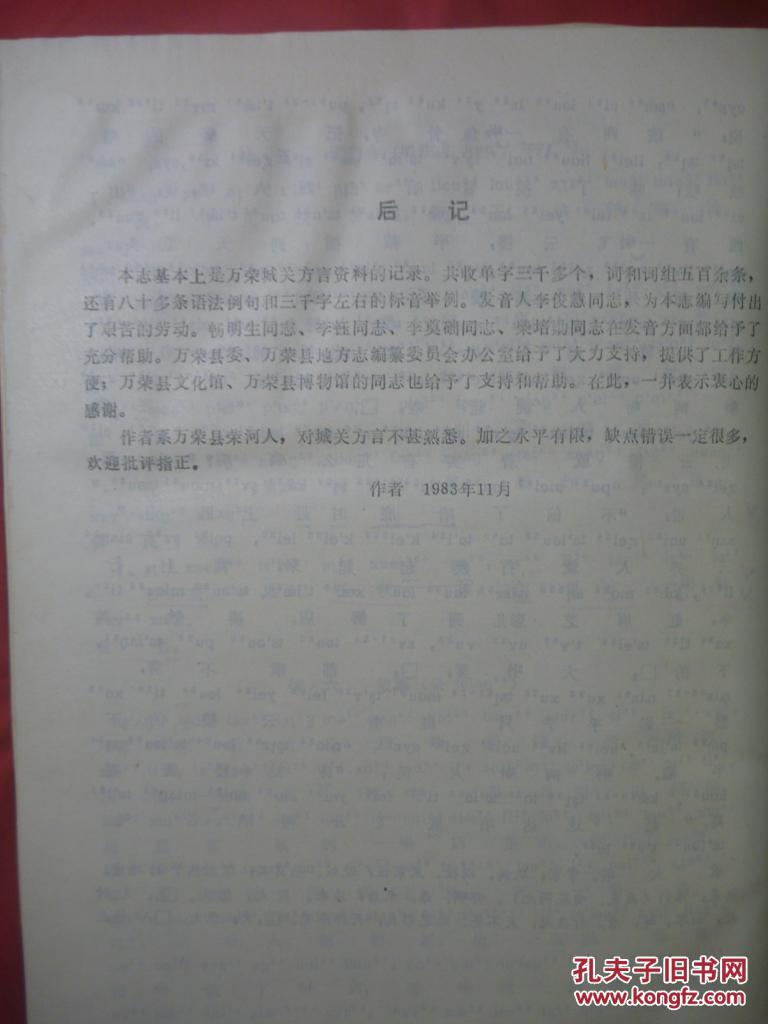 后 记
本志基本上是万荣城关方言资料的记录。共收单字三千多个，词和词组五百余条，
还有八十多条语法例句和三千字左右的标音举例。发音人李俊慧同志，为本志编写付出
了艰苦的劳动。畅明生同志、李钰同志、李奠础同志、柴培勋同志在发音方面都给予了
充分帮助。万荣县委、万荣县地方志编纂委员会办公室给予了大力支持，提供了工作方
便；万荣县文化馆、万荣县博物馆的同志也给予了支持和帮助。在此，一并表示衷心的
感谢。
作者系万荣县荣河人，对城关方言不甚熟悉。加之水平有限，缺点错误一定很多，
欢迎批评指正。
作者 1983年11月
孔夫子旧书网
www.kongfz.com